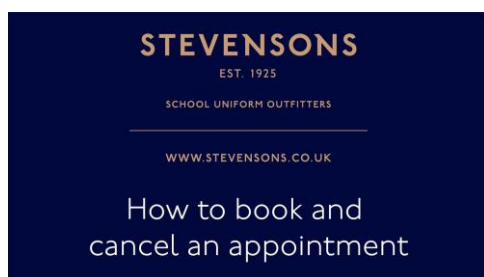 STEVENSONS
EST. 1925
SCHOOL UNIFORM OUTFITTERS
WWW.STEVENSONS.CO.UK
How to book and
cancel an appointment